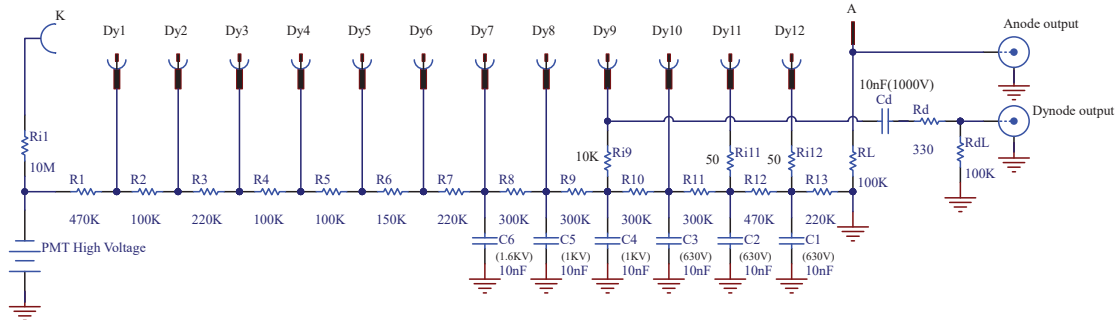 K Dy1 Dy2 Dy3 Dy4 Dy5 Dy6 Dy7 Dy8 Dy9 Dy10 Dy11 Dy12 A Anode output
10nF(1000V)
Cd Rd Dynode output
330 RdL
100K
Ri1
10M
10K Ri9 50 Ri11 50 Ri12 RL
100K
R1 R2 R3 R4 R5 R6 R7 R8 R9 R10 R11 R12 R13
470K 100K 220K 100K 100K 150K 220K 300K 300K 300K 300K 470K 220K
PMT High Voltage
C6 C5 C4 C3 C2 C1
(1.6KV) (1KV) (1KV) (630V) (630V) (630V)
10nF 10nF 10nF 10nF 10nF 10nF